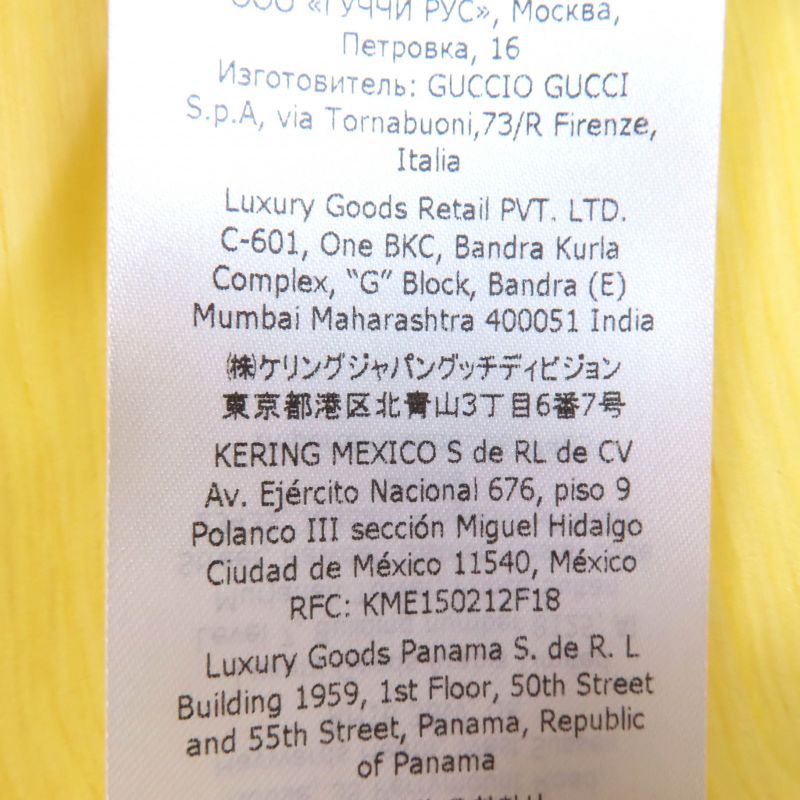 ООО «ГУЧЧИ РУС», Москва,
Петровка, 16
Изготовитель: GUCCIO GUCCI
S.p.A, via Tornabuoni,73/R Firenze,
Italia
Luxury Goods Retail PVT. LTD.
C-601, One BKC, Bandra Kurla
Complex, “G” Block, Bandra (E)
Mumbai Maharashtra 400051 India
㈱ケリングジャパングッチディビジョン
東京都港区北青山3丁目6番7号
KERING MEXICO S de RL de CV
Av. Ejército Nacional 676, piso 9
Polanco III sección Miguel Hidalgo
Ciudad de México 11540, México
RFC: KME150212F18
Luxury Goods Panama S. de R. L
Building 1959, 1st Floor, 50th Street
and 55th Street, Panama, Republic
of Panama